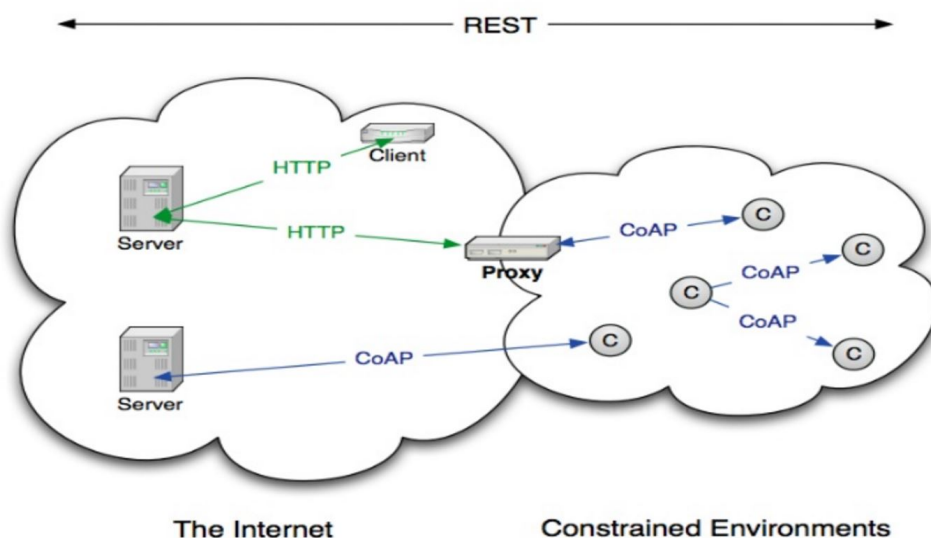 REST
Client
HTTP
Server
HTTP
Proxy
CoAP
C
C
CoAP
C
CoAP
C
C
CoAP
Server
The Internet
Constrained Environments